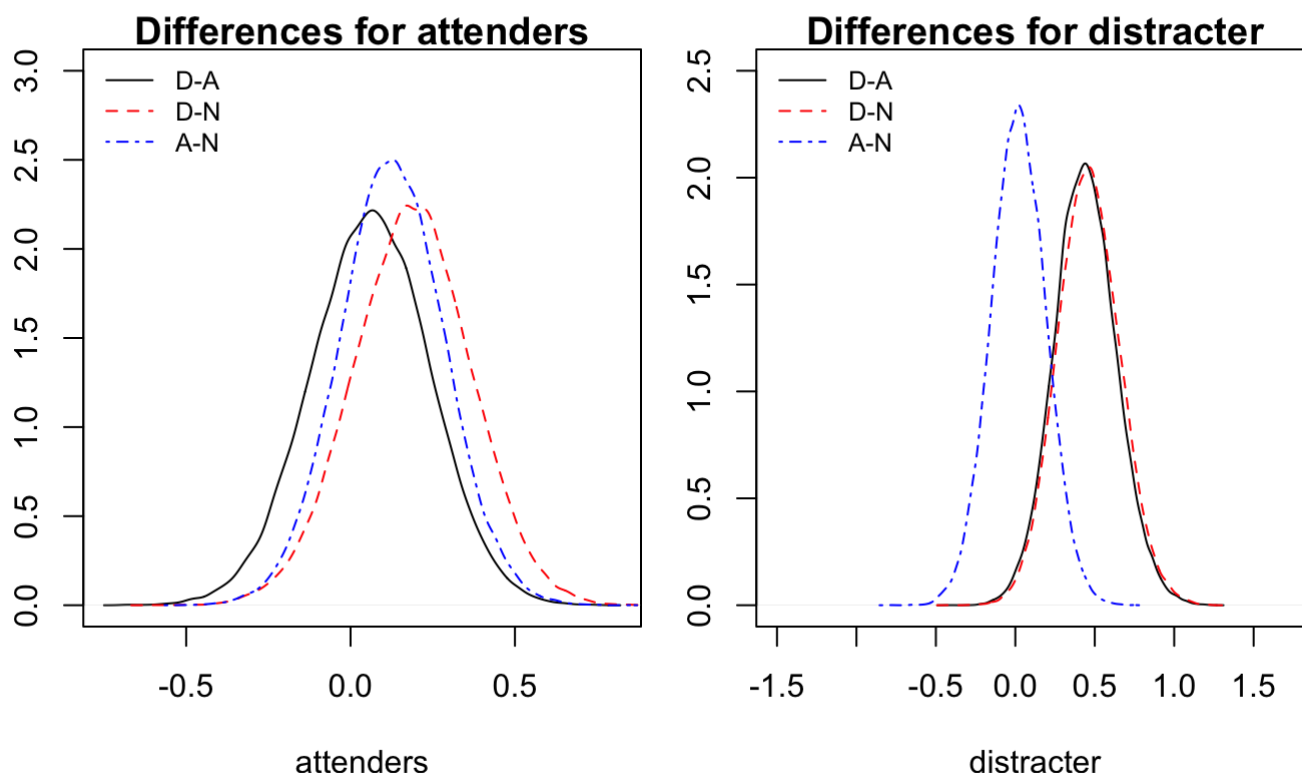 Differences for attenders
D-A
D-N
A-N
3.0
2.5
2.0
1.5
1.0
0.5
0.0
-0.5 0.0 0.5
attenders
Differences for distracter
D-A
D-N
A-N
2.5
2.0
1.5
1.0
0.5
0.0
-1.5 -0.5 0.0 0.5 1.0 1.5
distracter